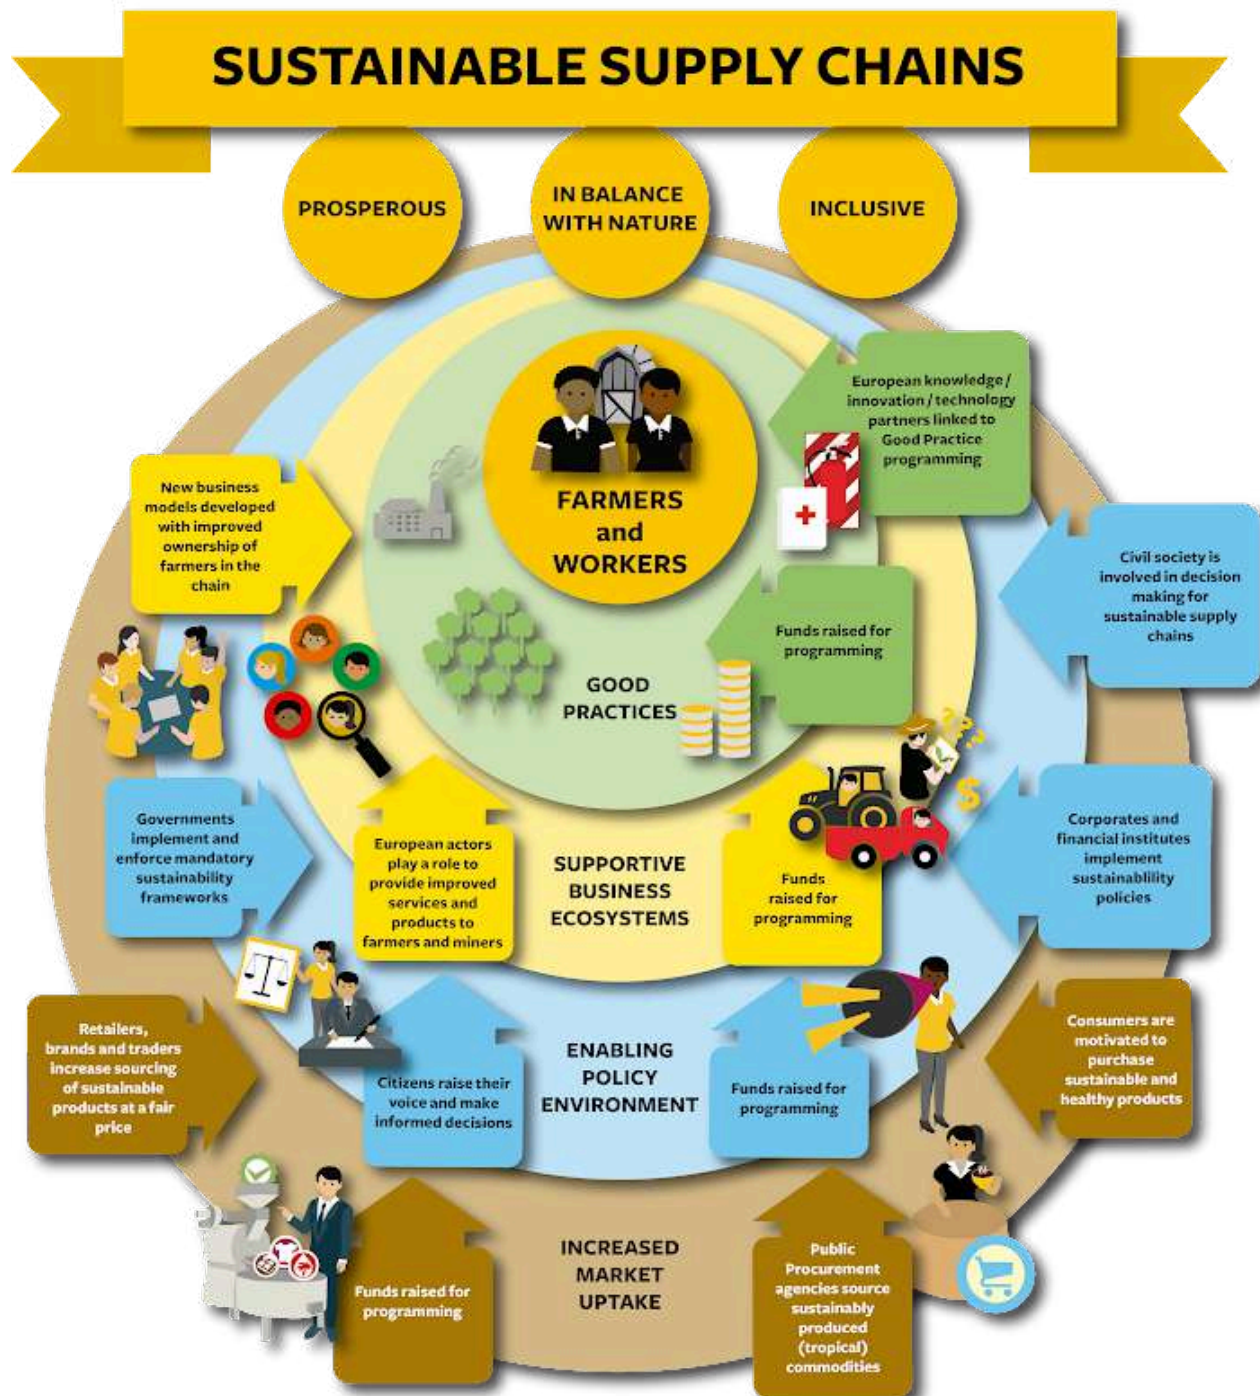 SUSTAINABLE SUPPLY CHAINS
PROSPEROUS
IN BALANCE
WITH NATURE
INCLUSIVE
FARMERS
and
WORKERS
European knowledge /
innovation / technology
partners linked to
Good Practice
programming
New business
models developed
with improved
ownership of
farmers in the
chain
Civil society is
involved in decision
making for
sustainable supply
chains
Funds raised for
programming
GOOD
PRACTICES
Governments
implement and
enforce mandatory
sustainability
frameworks
European actors
play a role to
provide improved
services and
products to
farmers and miners
SUPPORTIVE
BUSINESS
ECOSYSTEMS
Funds
raised for
programming
???
$
Corporates and
financial institutes
implement
sustainablility
policies
Retailers,
brands and traders
increase sourcing
of sustainable
products at a fair
price
Citizens raise their
voice and make
informed decisions
ENABLING
POLICY
ENVIRONMENT
Funds raised for
programming
Consumers are
motivated to
purchase
sustainable and
healthy products
Funds raised for
programming
INCREASED
MARKET
UPTAKE
Public
Procurement
agencies source
sustainably
produced
(tropical)
commodities